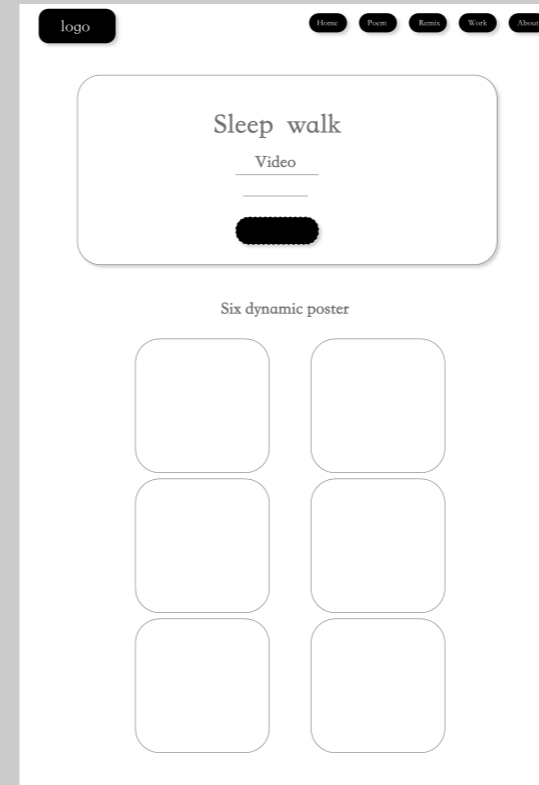 logo
Home Poem Remix Work About
Sleep walk
Video
Six dynamic poster